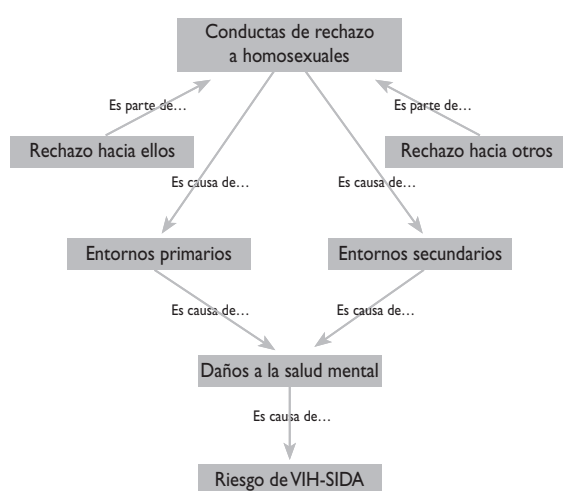 Conductas de rechazo
a homosexuales
Es parte de...
Es parte de...
Rechazo hacia ellos
Rechazo hacia otros
Es causa de...
Es causa de...
Entornos primarios
Entornos secundarios
Es causa de...
Es causa de...
Daños a la salud mental
Es causa de...
Riesgo de VIH-SIDA